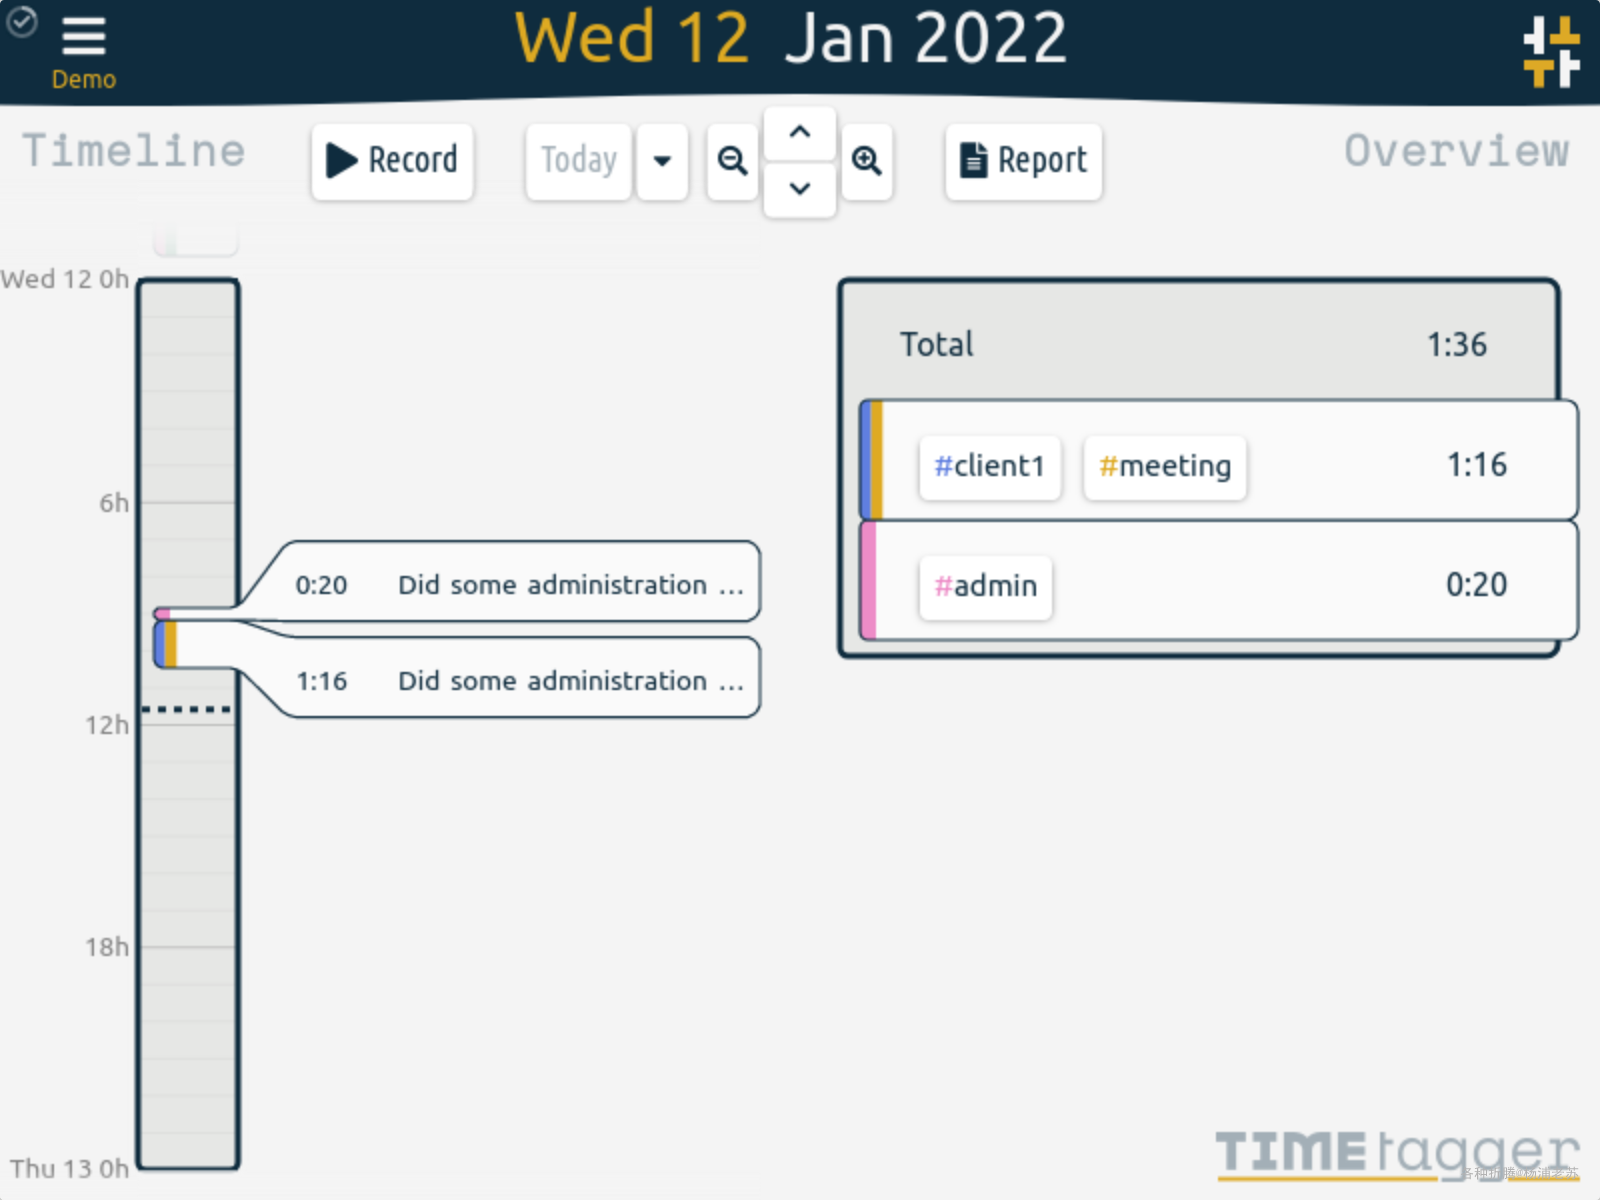 Wed 12 Jan 2022
Demo
Timeline
Record
Today
Report
Overview
Wed 12 0h
6h
12h
18h
Thu 13 0h
0:20 Did some administration ...
1:16 Did some administration ...
Total 1:36
#client1 #meeting 1:16
#admin 0:20
TIMEtagger